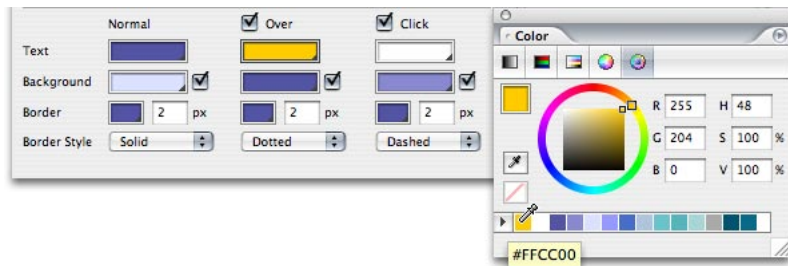 Normal Over Click
Text
Background
Border 2 px 2 px 2 px
Border Style Solid Dotted Dashed
Color
R 255 H 48
G 204 S 100 %
B 0 V 100 %
#FFCC00